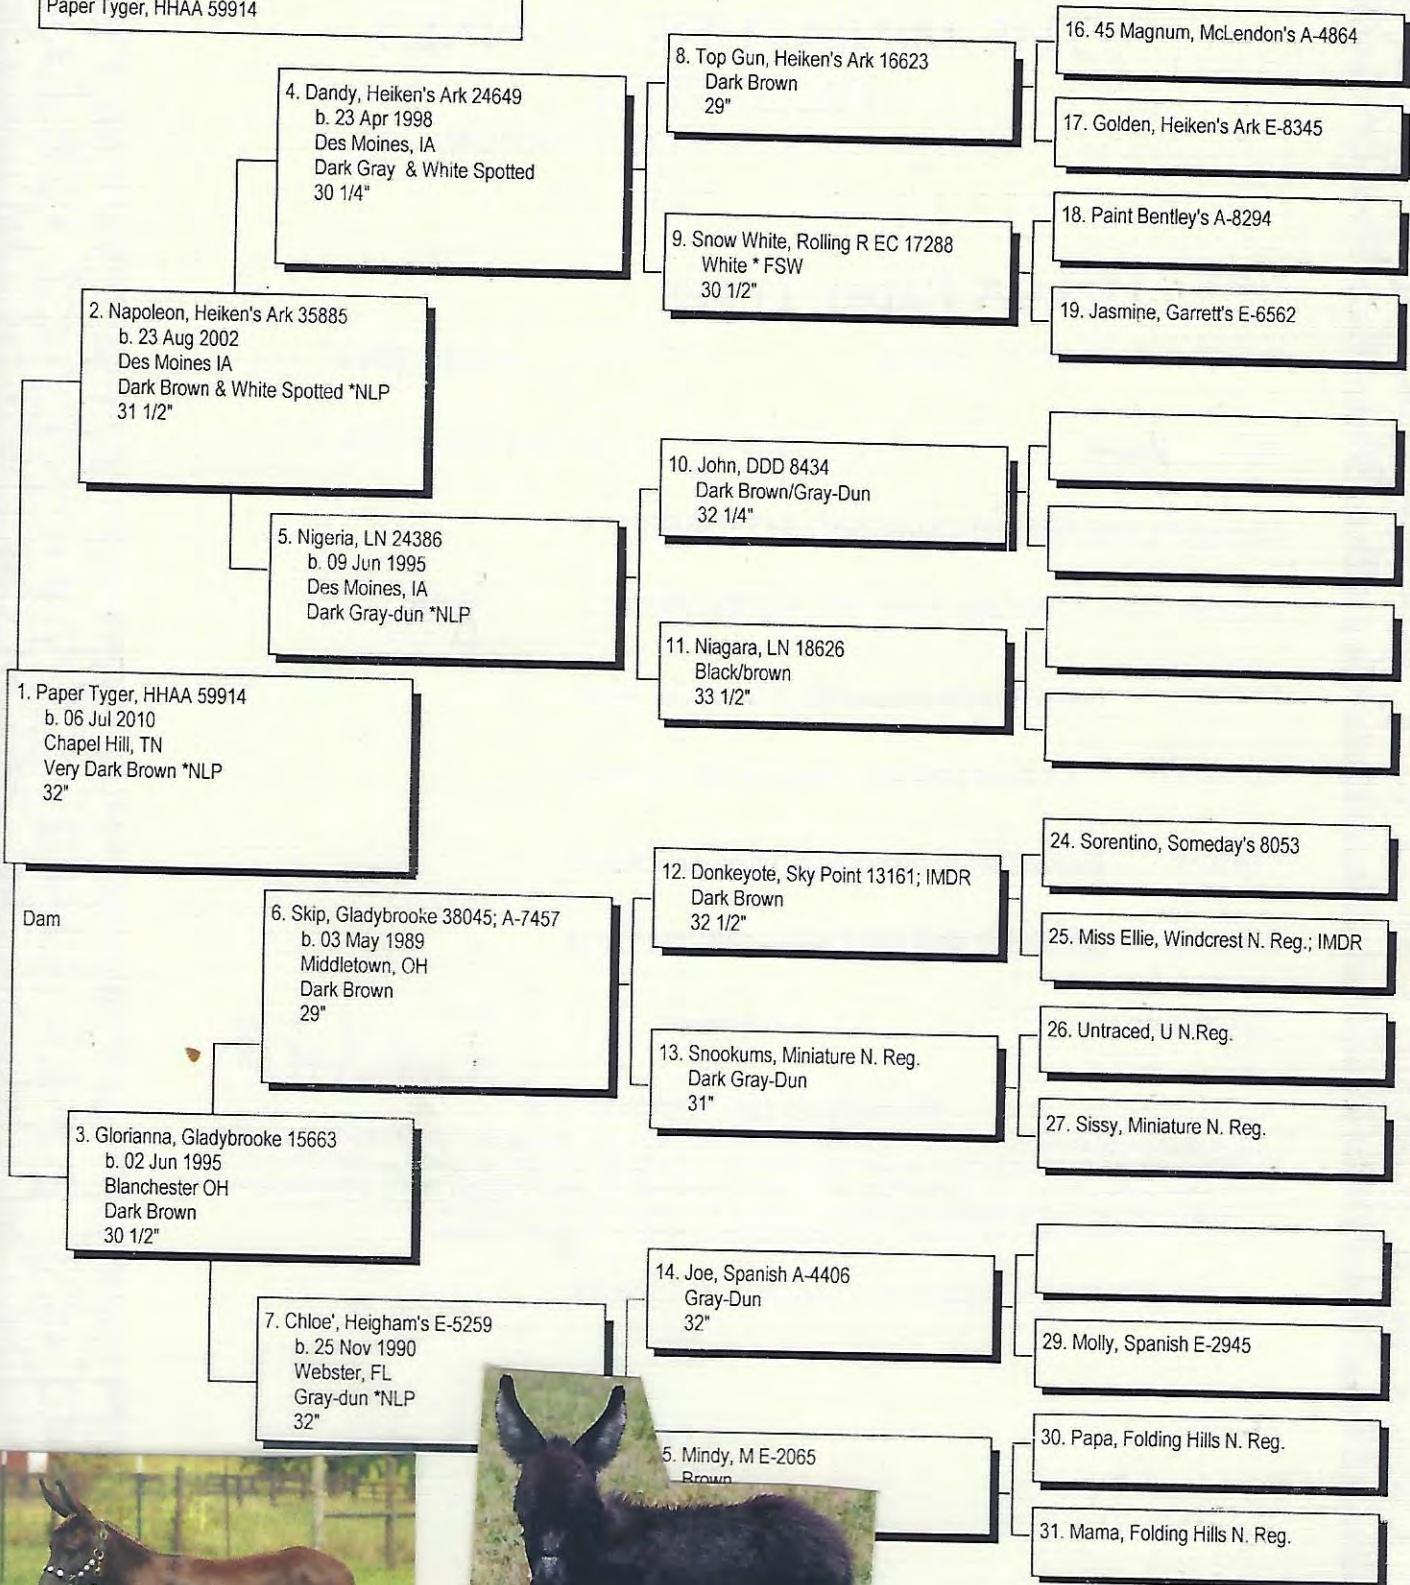 Paper Tyger, HHAA 59914
4. Dandy, Heiken's Ark 24649
b. 23 Apr 1998
Des Moines, IA
Dark Gray & White Spotted
30 1/4"
8. Top Gun, Heiken's Ark 16623
Dark Brown
29"
16. 45 Magnum, McLendon's A-4864
17. Golden, Heiken's Ark E-8345
9. Snow White, Rolling R EC 17288
White * FSW
30 1/2"
18. Paint Bentley's A-8294
19. Jasmine, Garrett's E-6562
2. Napoleon, Heiken's Ark 35885
b. 23 Aug 2002
Des Moines IA
Dark Brown & White Spotted *NLP
31 1/2"
10. John, DDD 8434
Dark Brown/Gray-Dun
32 1/4"
5. Nigeria, LN 24386
b. 09 Jun 1995
Des Moines, IA
Dark Gray-dun *NLP
11. Niagara, LN 18626
Black/brown
33 1/2"
1. Paper Tyger, HHAA 59914
b. 06 Jul 2010
Chapel Hill, TN
Very Dark Brown *NLP
32"
Dam
6. Skip, Gladybrooke 38045; A-7457
b. 03 May 1989
Middletown, OH
Dark Brown
29"
12. Donkeyote, Sky Point 13161; IMDR
Dark Brown
32 1/2"
24. Sorentino, Someday's 8053
25. Miss Ellie, Windcrest N. Reg.; IMDR
13. Snookums, Miniature N. Reg.
Dark Gray-Dun
31"
26. Untraced, U N.Reg.
27. Sissy, Miniature N. Reg.
3. Glorianna, Gladybrooke 15663
b. 02 Jun 1995
Blanchester OH
Dark Brown
30 1/2"
14. Joe, Spanish A-4406
Gray-Dun
32"
29. Molly, Spanish E-2945
7. Chloe', Heigham's E-5259
b. 25 Nov 1990
Webster, FL
Gray-dun *NLP
32"
5. Mindy, M E-2065
Brown
30. Papa, Folding Hills N. Reg.
31. Mama, Folding Hills N. Reg.